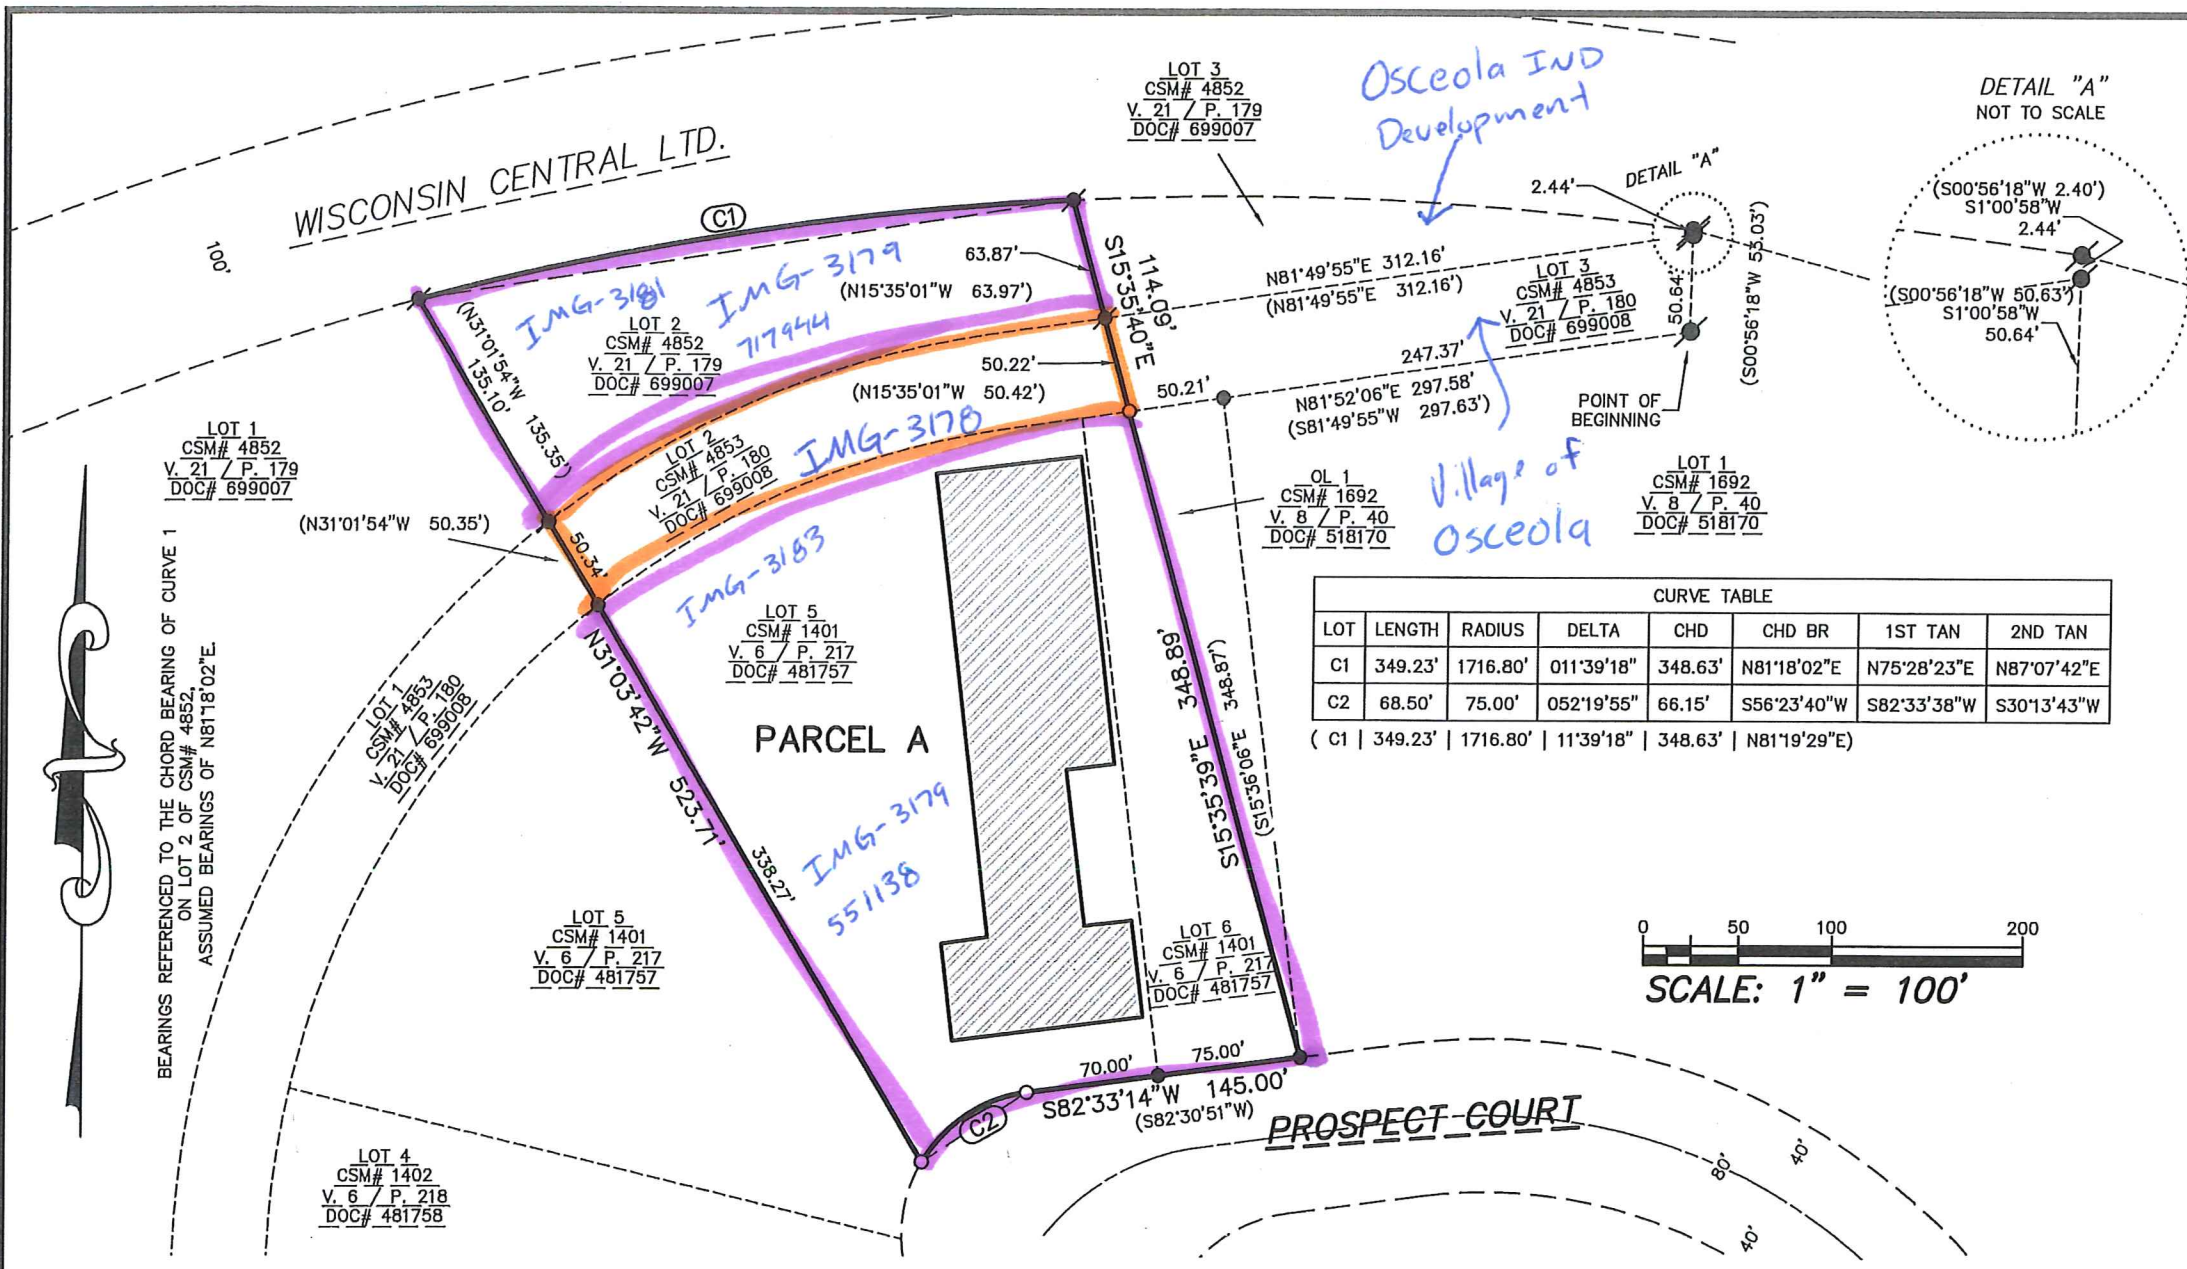 WISCONSIN CENTRAL LTD.
100'
C1
LOT 3
CSM# 4852
V. 21 / P. 179
DOC# 699007
Osceola IND
Development
DETAIL "A"
NOT TO SCALE
(S00°56'18"W 2.40')
S1°00'58"W
2.44'
(S00°56'18"W 50.63')
S1°00'58"W
50.64'
2.44'
DETAIL "A"
(S00°56'18"W 53.03')
50.64'
N81°49'55"E 312.16'
(N81°49'55"E 312.16')
LOT 3
CSM# 4853
V. 21 / P. 180
DOC# 699008
247.37'
N81°52'06"E 297.58'
(S81°49'55"W 297.63')
POINT OF
BEGINNING
50.21'
S15°35'40"E
114.09'
63.87'
(N15°35'01"W 63.97')
IMG-3181
IMG-3179
717944
LOT 2
CSM# 4852
V. 21 / P. 179
DOC# 699007
(N31°01'54"W 135.35')
135.10'
50.22'
(N15°35'01"W 50.42')
IMG-3178
LOT 2
CSM# 4853
V. 21 / P. 180
DOC# 699008
LOT 1
CSM# 4852
V. 21 / P. 179
DOC# 699007
(N31°01'54"W 50.35')
50.34'
IMG-3183
LOT 5
CSM# 1401
V. 6 / P. 217
DOC# 481757
OL 1
CSM# 1692
V. 8 / P. 40
DOC# 518170
Village of
Osceola
LOT 1
CSM# 1692
V. 8 / P. 40
DOC# 518170
CURVE TABLE
LOT LENGTH RADIUS DELTA CHD CHD BR 1ST TAN 2ND TAN
C1 349.23' 1716.80' 011°39'18" 348.63' N81°18'02"E N75°28'23"E N87°07'42"E
C2 68.50' 75.00' 052°19'55" 66.15' S56°23'40"W S82°33'38"W S30°13'43"W
( C1 | 349.23' | 1716.80' | 11°39'18" | 348.63' | N81°19'29"E)
BEARINGS REFERENCED TO THE CHORD BEARING OF CURVE 1
ON LOT 2 OF CSM# 4852,
ASSUMED BEARINGS OF N81°18'02"E.
LOT 1
CSM# 4853
V. 21 / P. 180
DOC# 699008
N31°03'42"W 523.71'
338.27'
PARCEL A
IMG-3179
551138
S15°35'39"E 348.89'
(S15°36'06"E 348.87')
LOT 5
CSM# 1401
V. 6 / P. 217
DOC# 481757
LOT 6
CSM# 1401
V. 6 / P. 217
DOC# 481757
0 50 100 200
SCALE: 1" = 100'
70.00'
75.00'
S82°33'14"W 145.00'
(S82°30'51"W)
C2
PROSPECT COURT
LOT 4
CSM# 1402
V. 6 / P. 218
DOC# 481758
80'
40'
40'